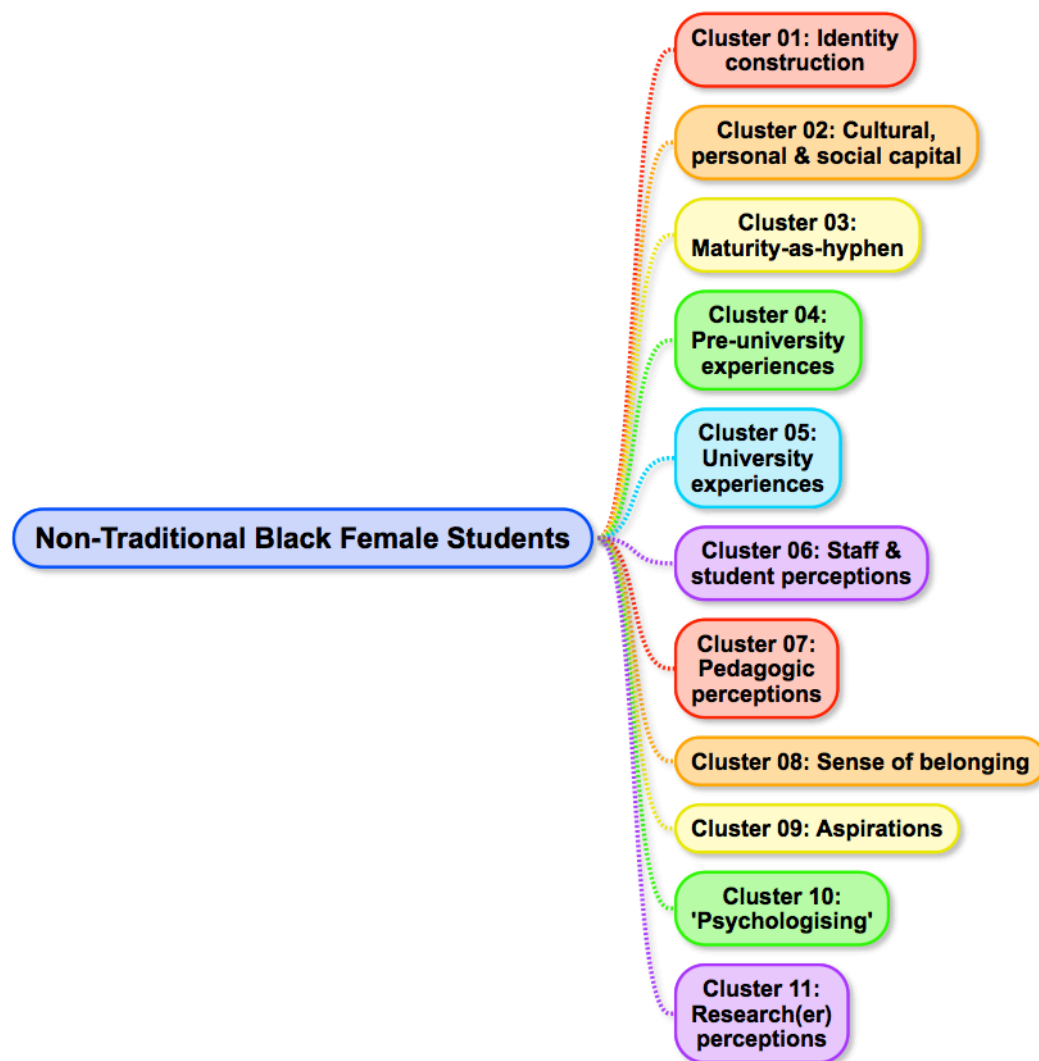 Cluster 01: Identity
construction
Cluster 02: Cultural,
personal & social capital
Cluster 03:
Maturity-as-hyphen
Cluster 04:
Pre-university
experiences
Cluster 05:
University
experiences
Non-Traditional Black Female Students
Cluster 06: Staff &
student perceptions
Cluster 07:
Pedagogic
perceptions
Cluster 08: Sense of belonging
Cluster 09: Aspirations
Cluster 10:
'Psychologising'
Cluster 11:
Research(er)
perceptions